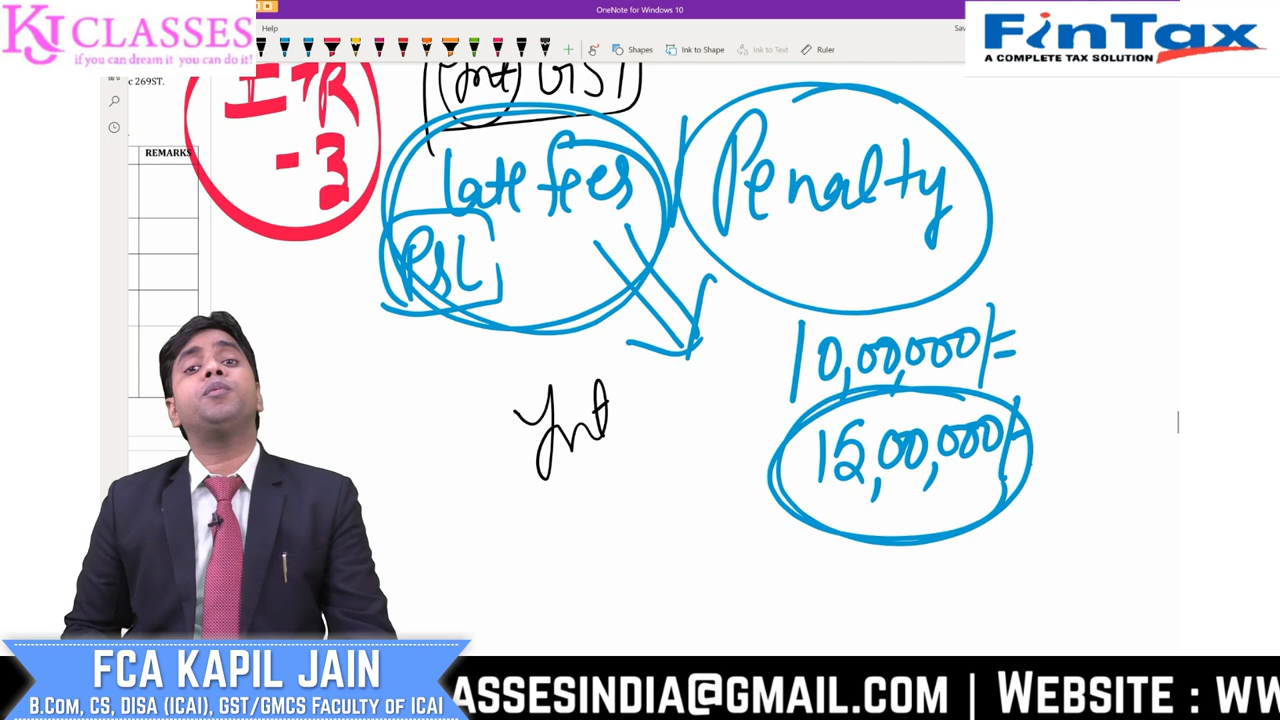 KJ CLASSES
if you can dream it you can do it!
OneNote for Windows 10
FinTax
A COMPLETE TAX SOLUTION
Help
Shapes
Ink to Shape
Ink to Text
Ruler
c 269ST.
REMARKS
ITR
-3
(Int) GST
late fees
P&L
Penalty
10,00,000/=
15,00,000/-
Int
FCA KAPIL JAIN
B.Com, CS, DISA (ICAI), GST/GMCS Faculty of ICAI
ASSESINDIA@GMAIL.COM | WEBSITE : WW